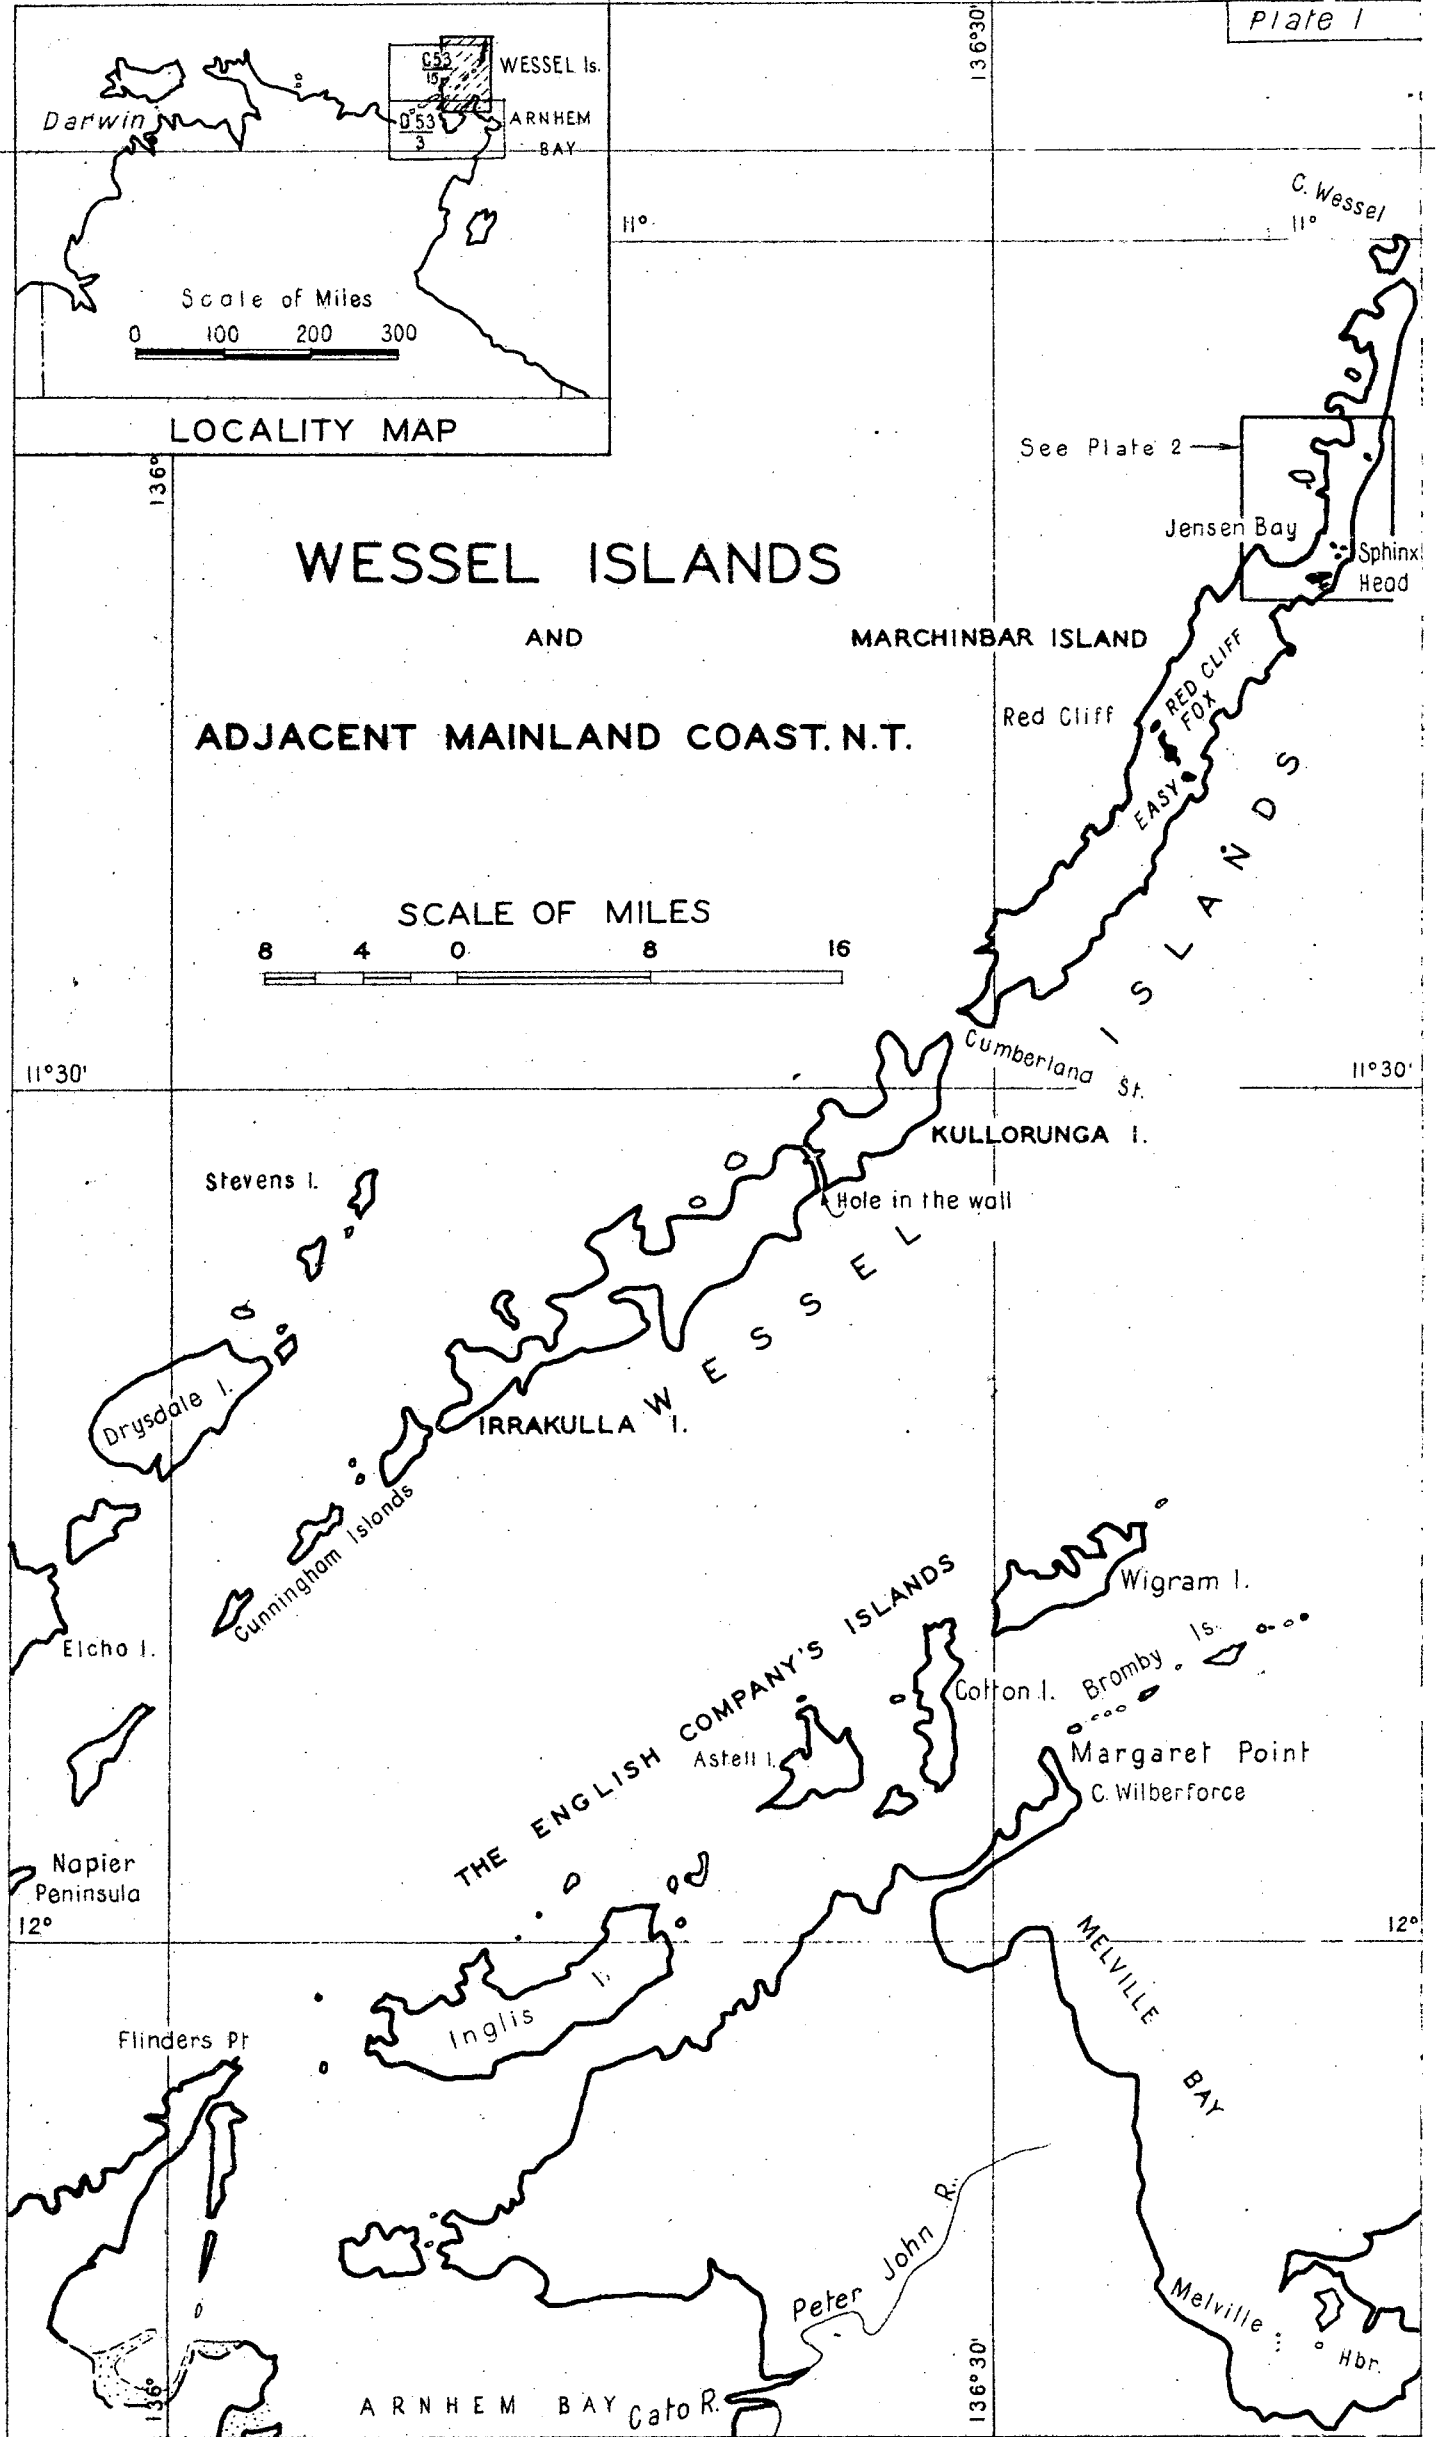 Plate 1
136°30'
C53
15
WESSEL Is.
D 53
3
ARNHEM
BAY
Darwin
Scale of Miles
0 100 200 300
LOCALITY MAP
C. Wessel
11°
11°
136°
See Plate 2
Jensen Bay
Sphinx
Head
WESSEL ISLANDS
AND
ADJACENT MAINLAND COAST. N.T.
MARCHINBAR ISLAND
Red Cliff
RED CLIFF
FOX
EASY
SCALE OF MILES
8 4 0 8 16
WESSEL ISLANDS
Cumberland St.
11°30'
11°30'
KULLORUNGA I.
Hole in the wall
Stevens I.
Drysdale I.
IRRAKULLA I.
Cunningham Islands
Elcho I.
THE ENGLISH COMPANY'S ISLANDS
Wigram I.
Cotton I.
Bromby Is.
Astell I.
Margaret Point
C. Wilberforce
Napier
Peninsula
12°
12°
MELVILLE BAY
Inglis I.
Flinders Pt
Peter John R.
Melville Hbr.
136°
ARNHEM BAY
Cato R.
136°30'